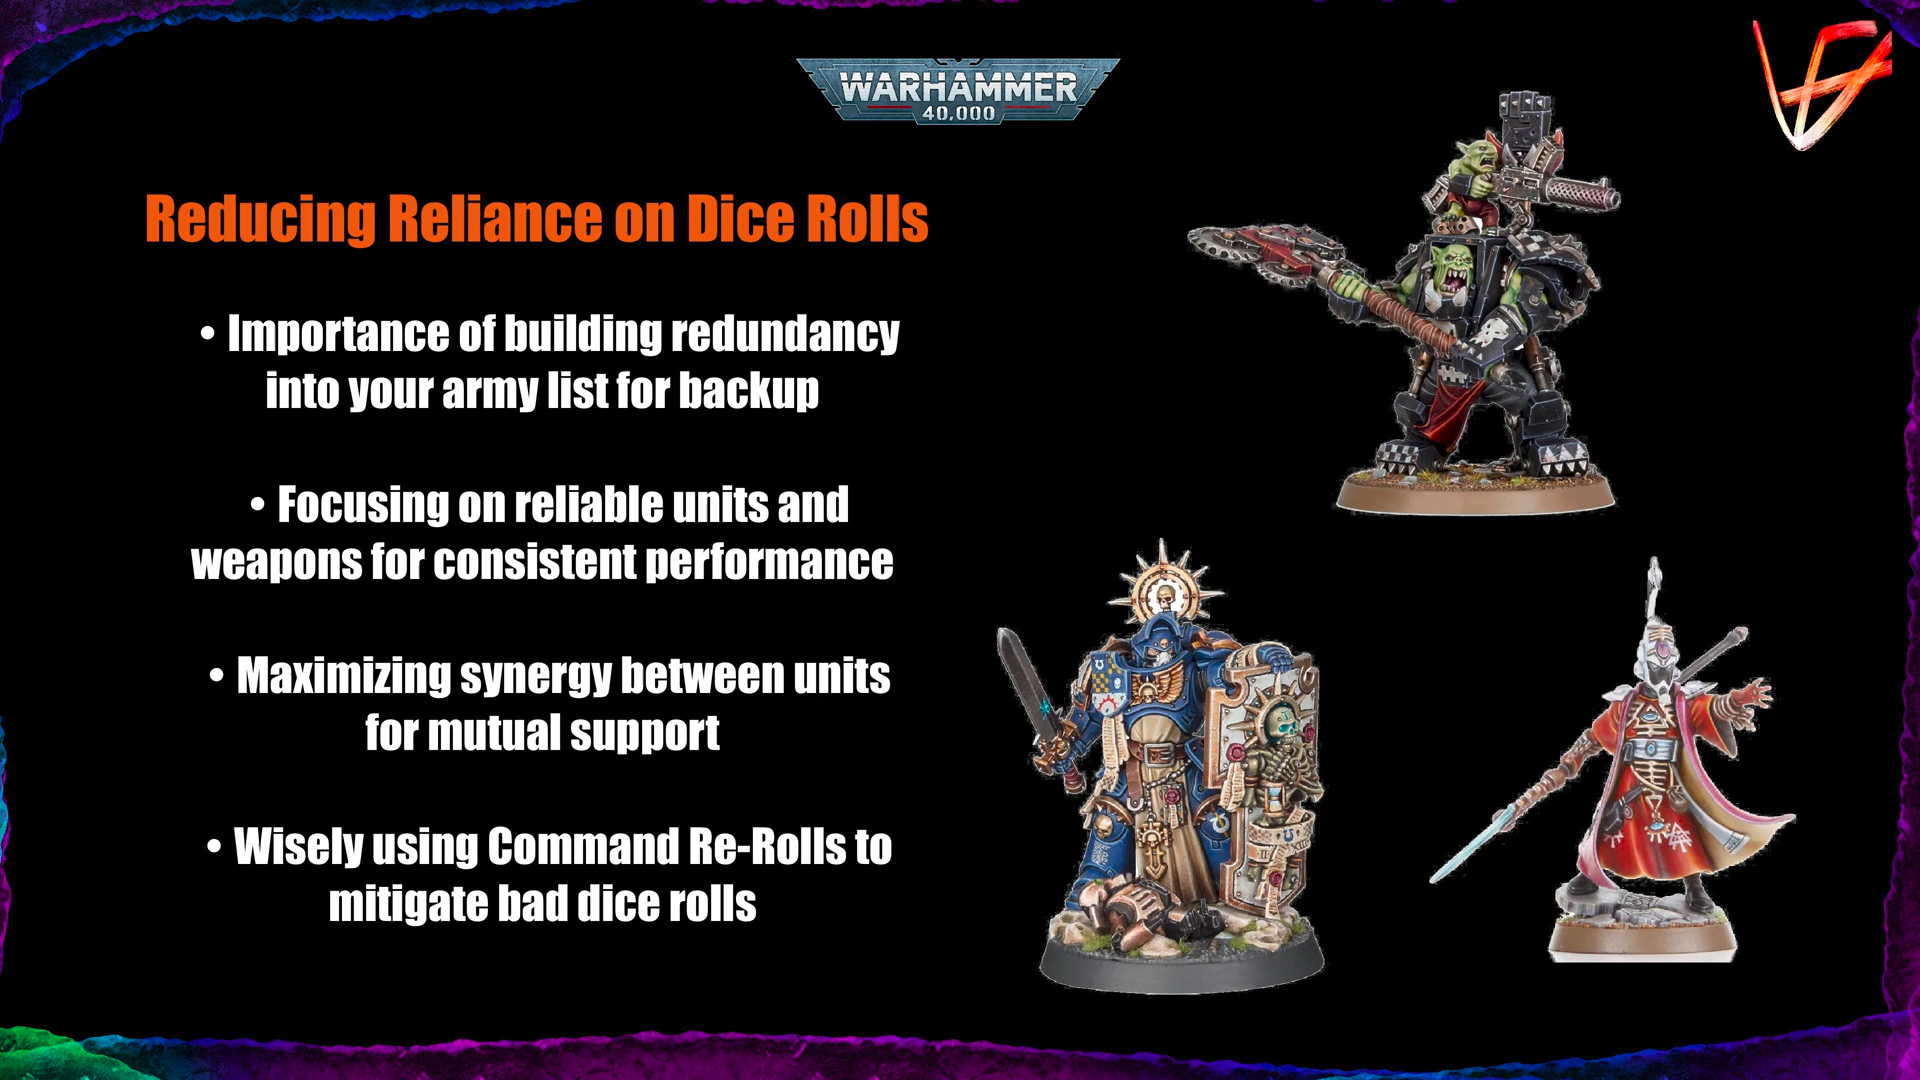 WARHAMMER
40,000
Reducing Reliance on Dice Rolls
• Importance of building redundancy
into your army list for backup
• Focusing on reliable units and
weapons for consistent performance
• Maximizing synergy between units
for mutual support
• Wisely using Command Re-Rolls to
mitigate bad dice rolls